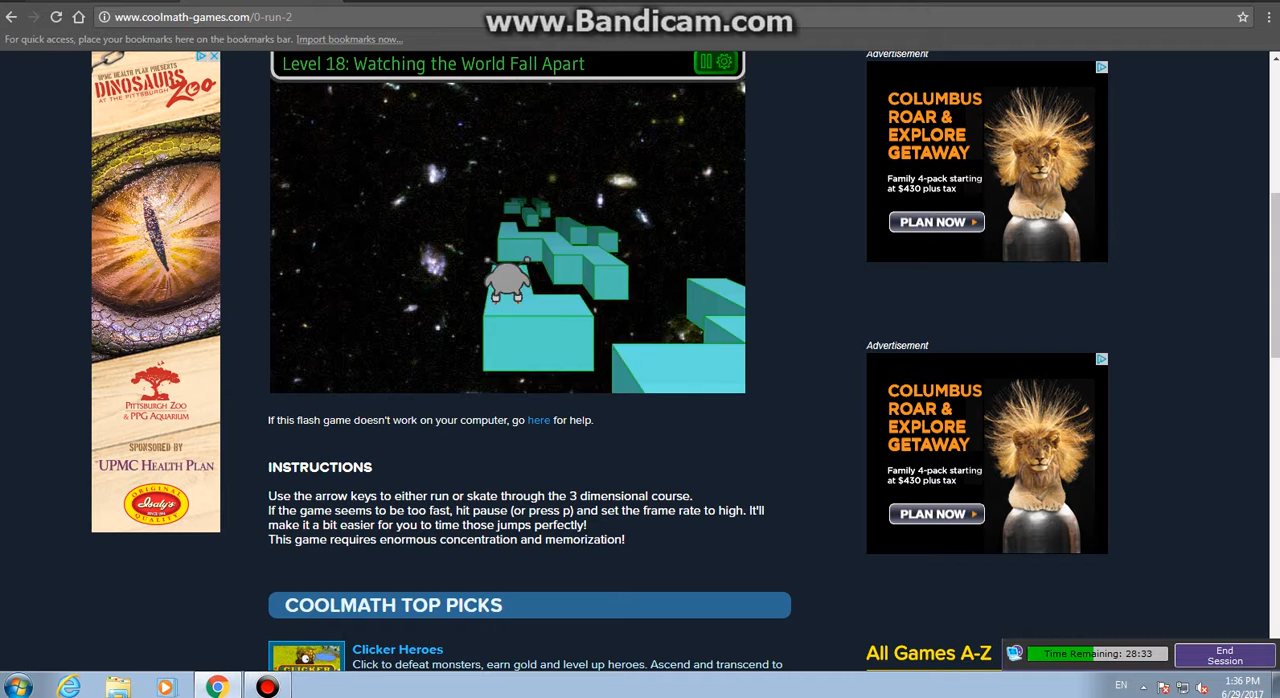 www.coolmath-games.com/0-run-2
www.Bandicam.com
For quick access, place your bookmarks here on the bookmarks bar. Import bookmarks now...
UPMC HEALTH PLAN PRESENTS
DINOSAURS
AT THE PITTSBURGH
ZOO
PITTSBURGH ZOO
& PPG AQUARIUM
SPONSORED BY
UPMC HEALTH PLAN
ORIGINAL
Isaly's
QUALITY
Level 18: Watching the World Fall Apart
If this flash game doesn't work on your computer, go here for help.
INSTRUCTIONS
Use the arrow keys to either run or skate through the 3 dimensional course.
If the game seems to be too fast, hit pause (or press p) and set the frame rate to high. It'll
make it a bit easier for you to time those jumps perfectly!
This game requires enormous concentration and memorization!
COOLMATH TOP PICKS
CLICKER
Clicker Heroes
Click to defeat monsters, earn gold and level up heroes. Ascend and transcend to
Advertisement
COLUMBUS
ROAR &
EXPLORE
GETAWAY
Family 4-pack starting
at $430 plus tax
PLAN NOW
Advertisement
COLUMBUS
ROAR &
EXPLORE
GETAWAY
Family 4-pack starting
at $430 plus tax
PLAN NOW
All Games A-Z
Time Remaining: 28:33
End
Session
EN
1:36 PM
6/29/2017